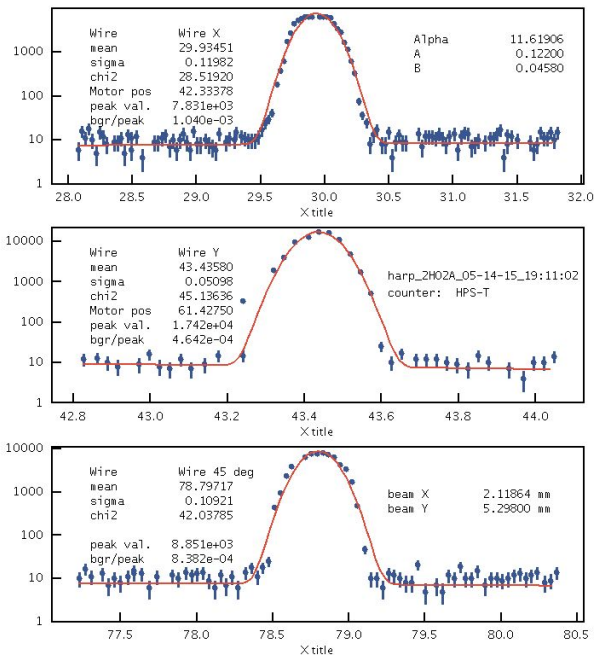 Wire Wire X
mean 29.93451
sigma 0.11982
chi2 28.51920
Motor pos 42.33378
peak val. 7.831e+03
bgr/peak 1.040e-03
Alpha 11.61906
A 0.12200
B 0.04580
1000
100
10
1
28.0 28.5 29.0 29.5 30.0 30.5 31.0 31.5 32.0
X title
Wire Wire Y
mean 43.43580
sigma 0.05098
chi2 45.13636
Motor pos 61.42750
peak val. 1.742e+04
bgr/peak 4.642e-04
harp_2H02A_05-14-15_19:11:02
counter: HPS-T
10000
1000
100
10
1
42.8 43.0 43.2 43.4 43.6 43.8 44.0
X title
Wire Wire 45 deg
mean 78.79717
sigma 0.10921
chi2 42.03785
peak val. 8.851e+03
bgr/peak 8.382e-04
beam X 2.11864 mm
beam Y 5.29800 mm
10000
1000
100
10
1
77.5 78.0 78.5 79.0 79.5 80.0 80.5
X title